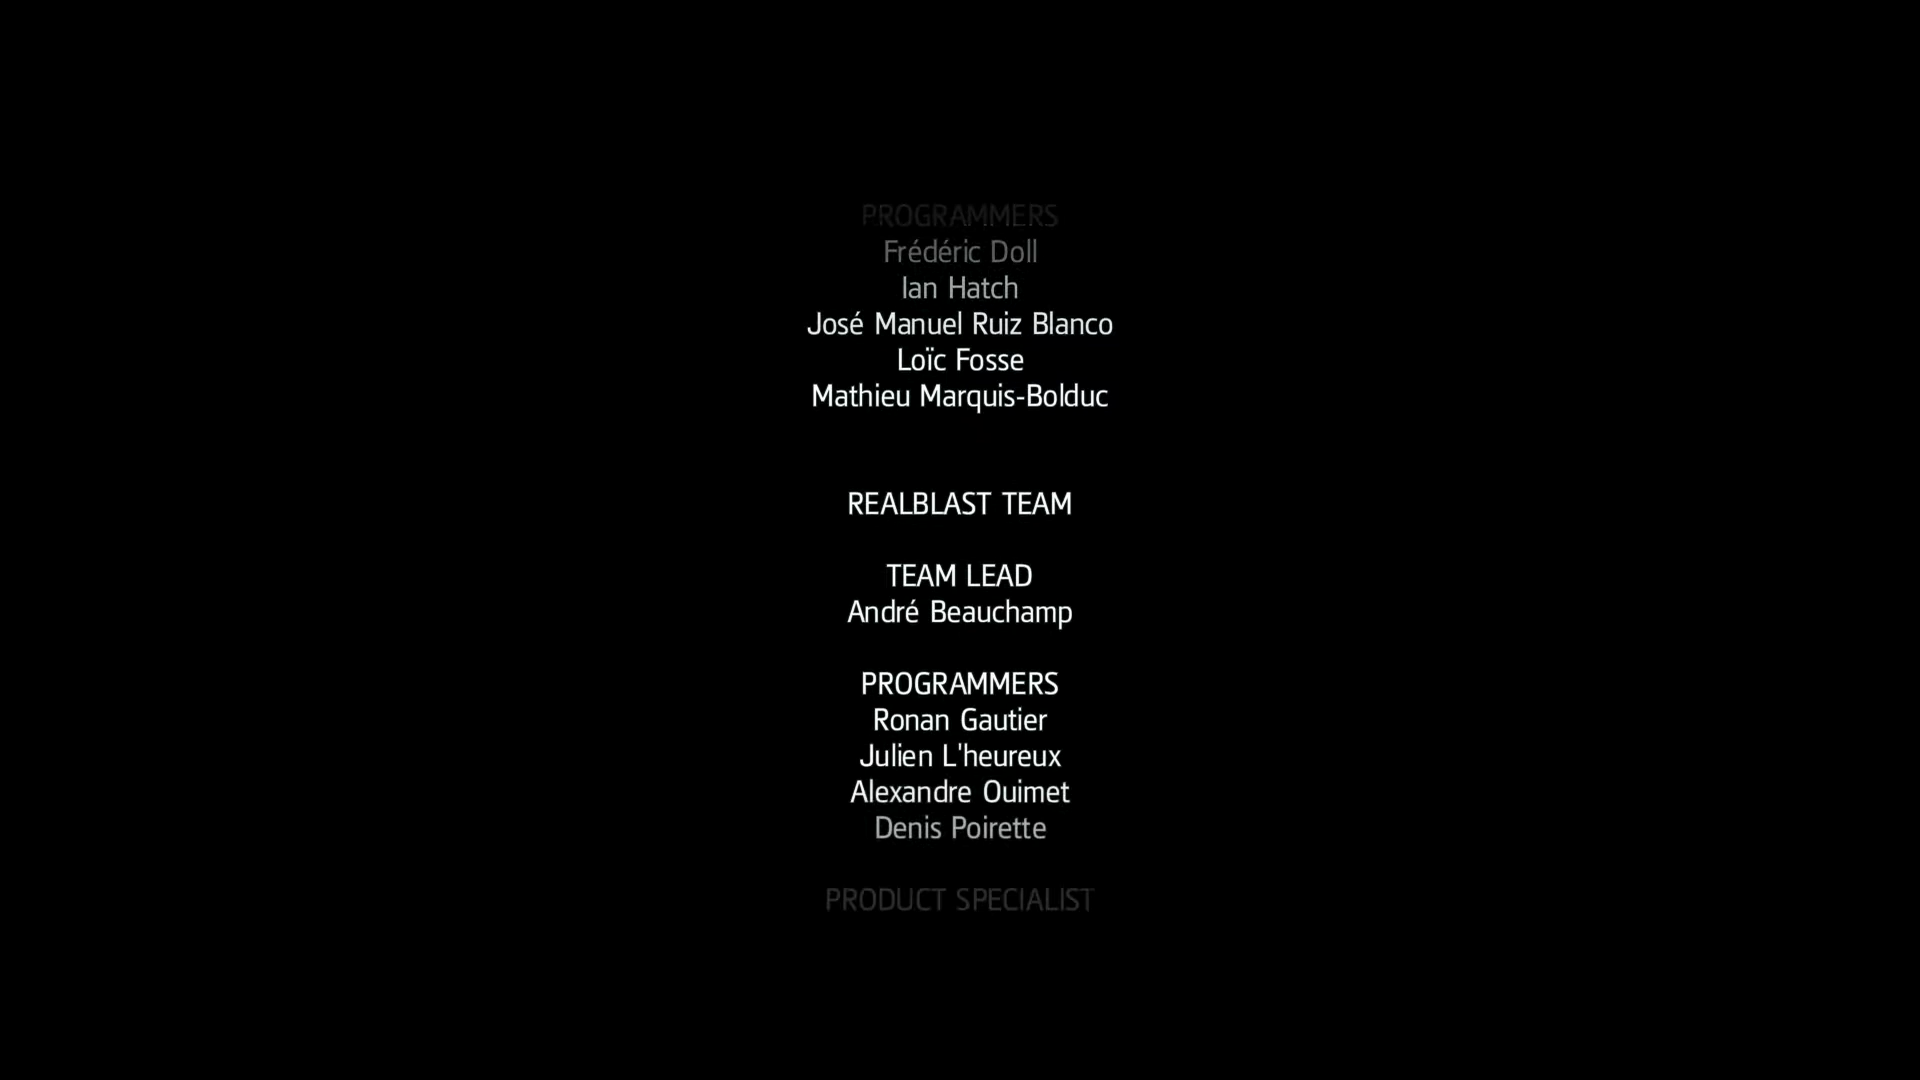 PROGRAMMERS
Frédéric Doll
Ian Hatch
José Manuel Ruiz Blanco
Loïc Fosse
Mathieu Marquis-Bolduc
REALBLAST TEAM
TEAM LEAD
André Beauchamp
PROGRAMMERS
Ronan Gautier
Julien L'heureux
Alexandre Ouimet
Denis Poirette
PRODUCT SPECIALIST